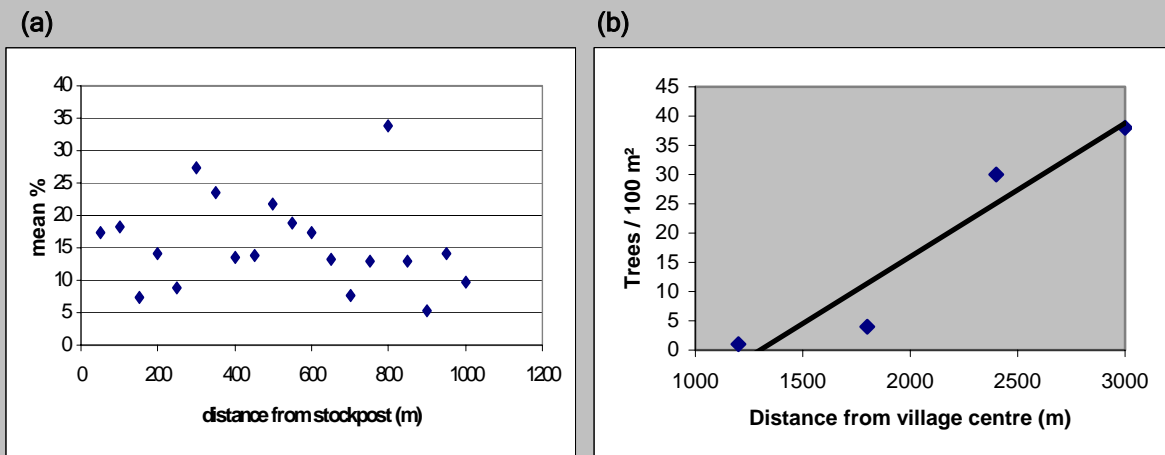 (a)
(b)
mean %
40
35
30
25
20
15
10
5
0
0 200 400 600 800 1000 1200
distance from stockpost (m)
Trees / 100 m²
45
40
35
30
25
20
15
10
5
0
1000 1500 2000 2500 3000
Distance from village centre (m)